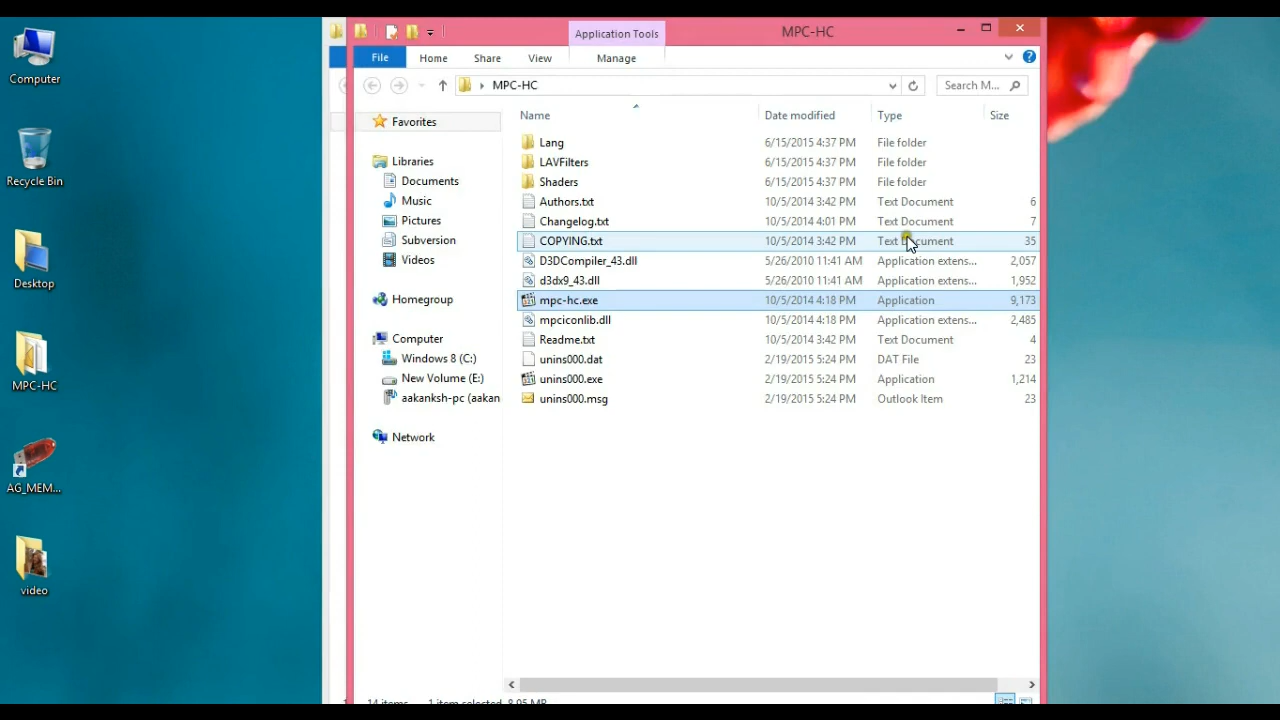 Computer
Recycle Bin
Desktop
MPC-HC
AG_MEM...
video
Application Tools
MPC-HC
File
Home
Share
View
Manage
MPC-HC
Search M...
Favorites
Libraries
Documents
Music
Pictures
Subversion
Videos
Homegroup
Computer
Windows 8 (C:)
New Volume (E:)
aakanksh-pc (aakan
Network
Name Date modified Type Size
Lang 6/15/2015 4:37 PM File folder
LAVFilters 6/15/2015 4:37 PM File folder
Shaders 6/15/2015 4:37 PM File folder
Authors.txt 10/5/2014 3:42 PM Text Document 6
Changelog.txt 10/5/2014 4:01 PM Text Document 7
COPYING.txt 10/5/2014 3:42 PM Text Document 35
D3DCompiler_43.dll 5/26/2010 11:41 AM Application extens... 2,057
d3dx9_43.dll 5/26/2010 11:41 AM Application extens... 1,952
mpc-hc.exe 10/5/2014 4:18 PM Application 9,173
mpciconlib.dll 10/5/2014 4:18 PM Application extens... 2,485
Readme.txt 10/5/2014 3:42 PM Text Document 4
unins000.dat 2/19/2015 5:24 PM DAT File 23
unins000.exe 2/19/2015 5:24 PM Application 1,214
unins000.msg 2/19/2015 5:24 PM Outlook Item 23
14 items 1 item selected 8.95 MB